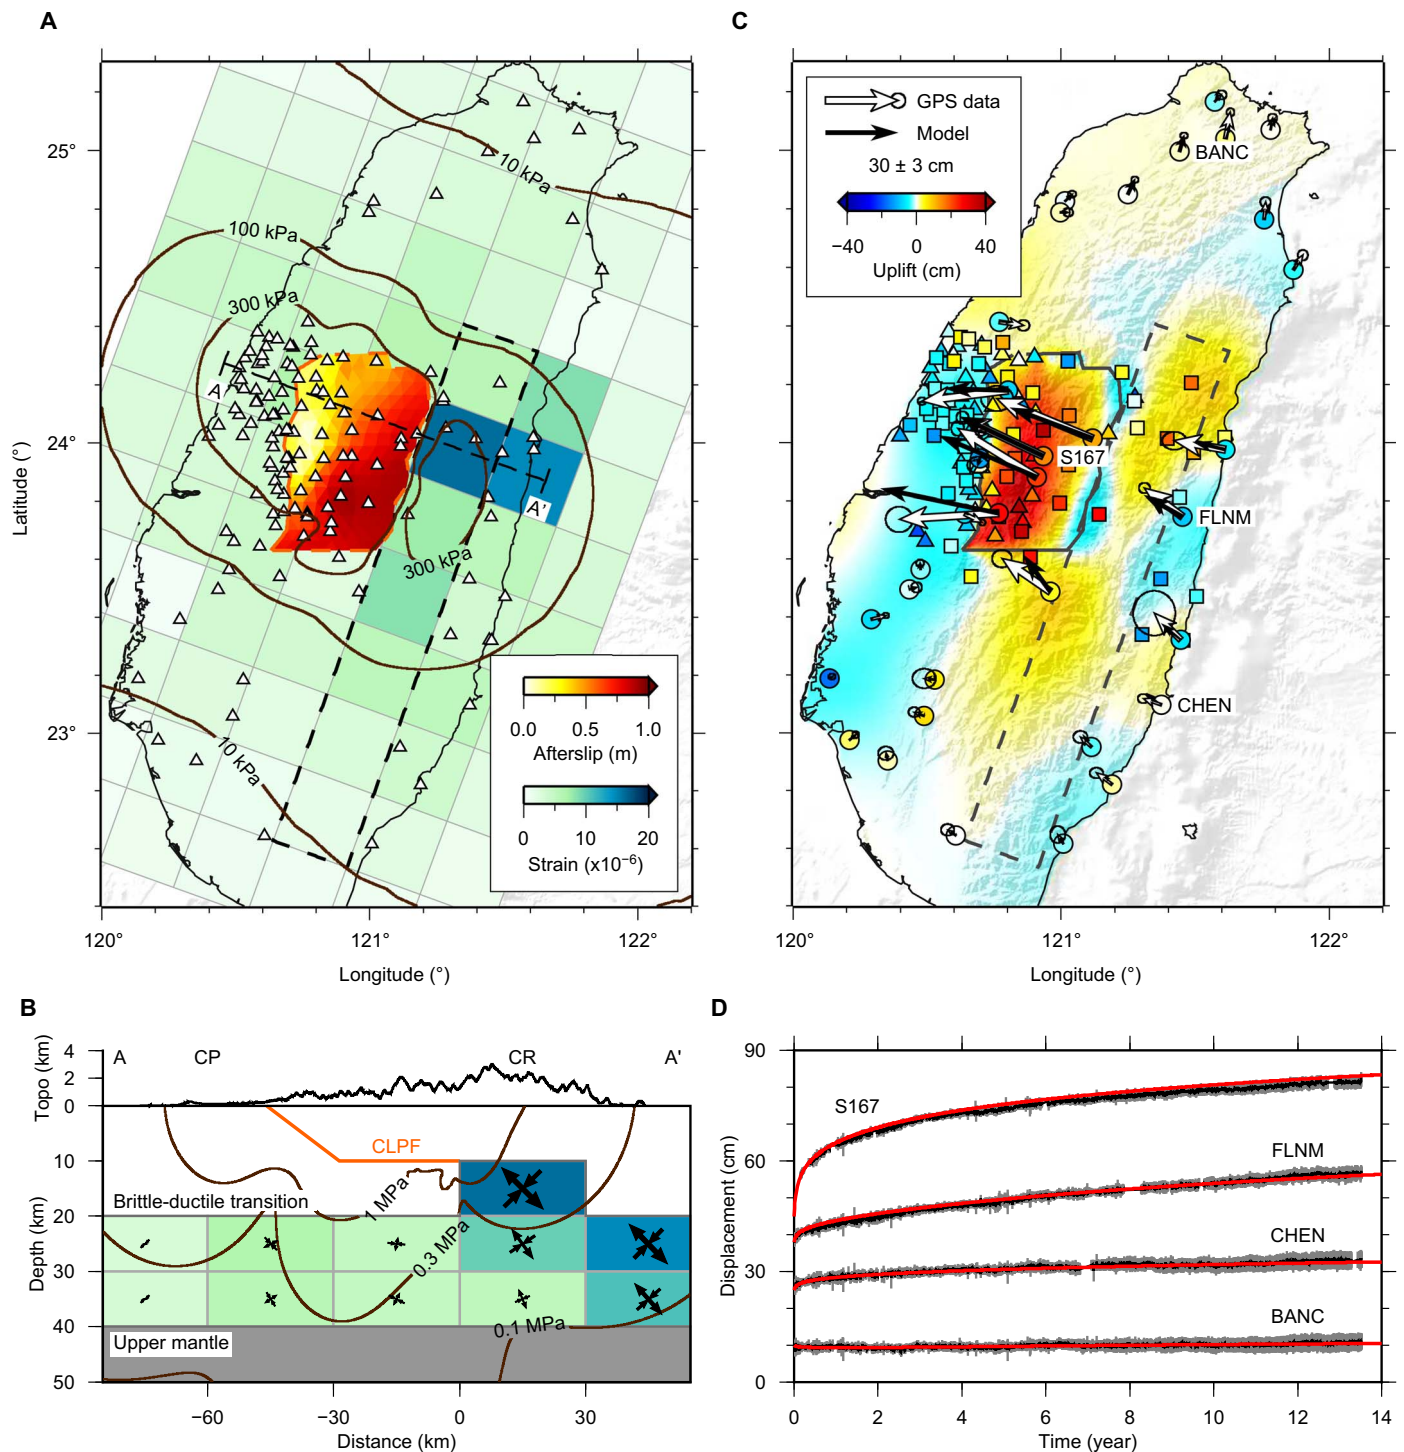 A
C
25°
24°
23°
Latitude (°)
120°
121°
122°
Longitude (°)
10 kPa
100 kPa
300 kPa
A
A'
300 kPa
10 kPa
0.0
0.5
1.0
Afterslip (m)
0
10
20
Strain (x10⁻⁶)
GPS data
Model
30 ± 3 cm
−40
0
40
Uplift (cm)
BANC
S167
FLNM
CHEN
120°
121°
122°
Longitude (°)
B
D
4
2
0
Topo (km)
A
CP
CR
A'
CLPF
10
20
30
40
50
Depth (km)
Brittle-ductile transition
1 MPa
0.3 MPa
0.1 MPa
Upper mantle
−60
−30
0
30
Distance (km)
90
60
30
0
Displacement (cm)
S167
FLNM
CHEN
BANC
0
2
4
6
8
10
12
14
Time (year)